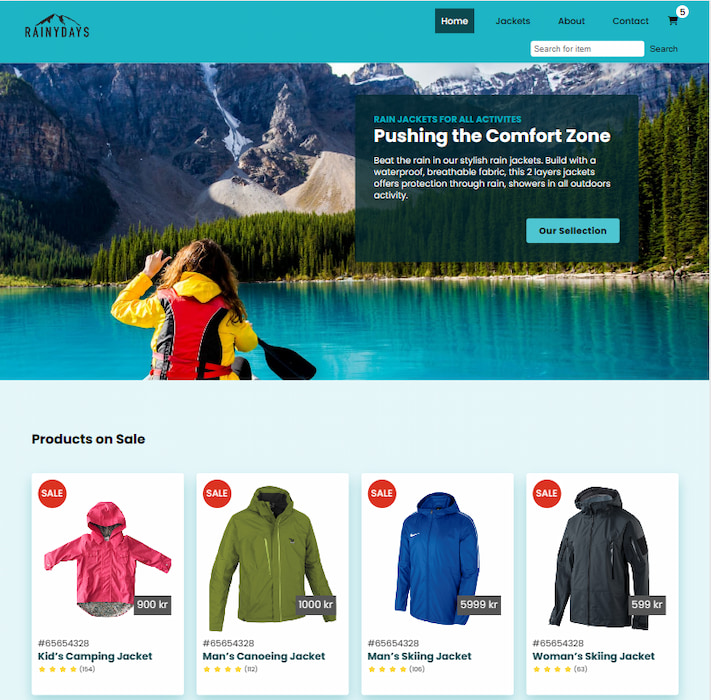 RAINYDAYS
Home Jackets About Contact 5
Search for item Search
RAIN JACKETS FOR ALL ACTIVITES
Pushing the Comfort Zone
Beat the rain in our stylish rain jackets. Build with a
waterproof, breathable fabric, this 2 layers jackets
offers protection through rain, showers in all outdoors
activity.
Our Sellection
Products on Sale
SALE SALE SALE SALE
900 kr 1000 kr 5999 kr 599 kr
#65654328 #65654328 #65654328 #65654328
Kid's Camping Jacket Man's Canoeing Jacket Man's Skiing Jacket Woman's Skiing Jacket
(154) (112) (106) (63)